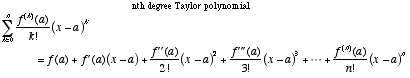 nth degree Taylor polynomial
∑_{k=0}^{n} f^{(k)}(a)/k! (x-a)^k
= f(a) + f'(a)(x-a) + f''(a)/2! (x-a)^2 + f'''(a)/3! (x-a)^3 + ⋯ + f^{(n)}(a)/n! (x-a)^n